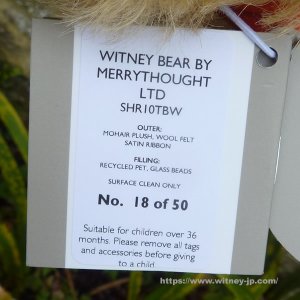 WITNEY BEAR BY
MERRYTHOUGHT
LTD
SHR10TBW
OUTER:
MOHAIR PLUSH, WOOL FELT
SATIN RIBBON
FILLING:
RECYCLED PET, GLASS BEADS
SURFACE CLEAN ONLY
No. 18 of 50
Suitable for children over 36
months. Please remove all tags
and accessories before giving
to a child
https://www.witney-jp.com/